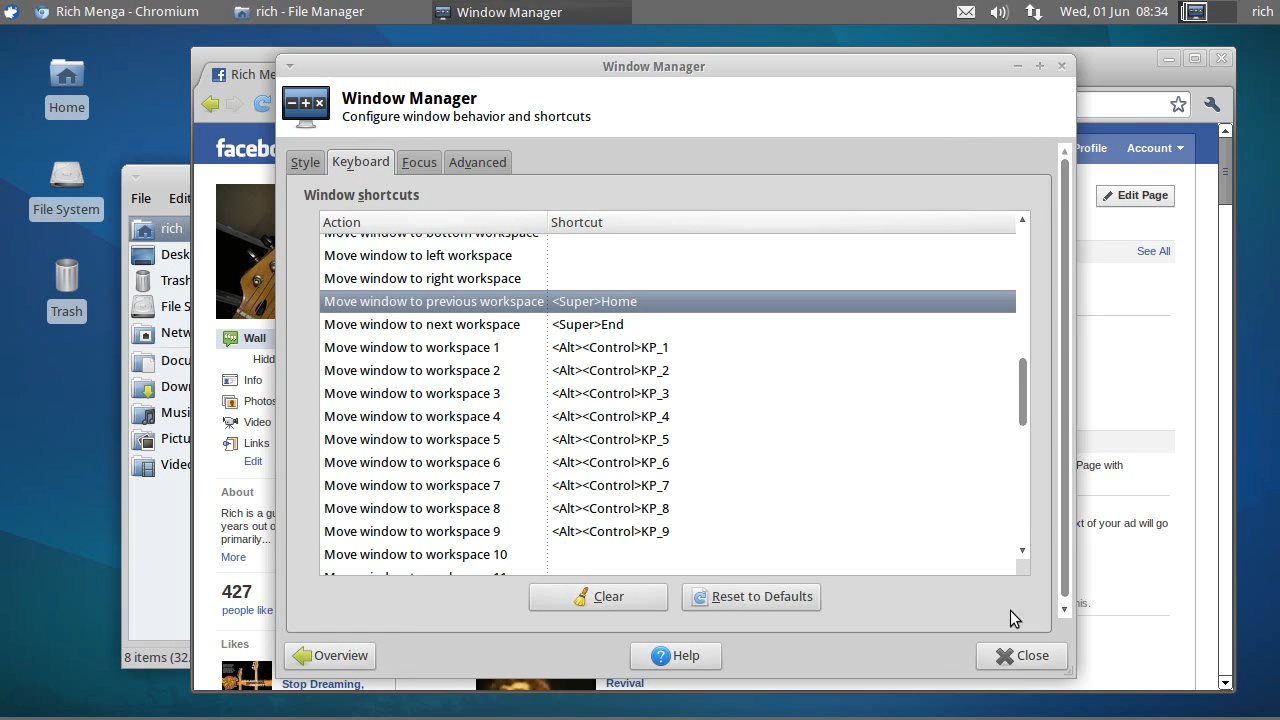 Rich Menga - Chromium
rich - File Manager
Window Manager
Wed, 01 Jun 08:34
rich
Home
File System
Trash
Rich Me
Window Manager
Window Manager
Configure window behavior and shortcuts
Style
Keyboard
Focus
Advanced
Window shortcuts
Action
Shortcut
Move window to bottom workspace
Move window to left workspace
Move window to right workspace
Move window to previous workspace <Super>Home
Move window to next workspace <Super>End
Move window to workspace 1 <Alt><Control>KP_1
Move window to workspace 2 <Alt><Control>KP_2
Move window to workspace 3 <Alt><Control>KP_3
Move window to workspace 4 <Alt><Control>KP_4
Move window to workspace 5 <Alt><Control>KP_5
Move window to workspace 6 <Alt><Control>KP_6
Move window to workspace 7 <Alt><Control>KP_7
Move window to workspace 8 <Alt><Control>KP_8
Move window to workspace 9 <Alt><Control>KP_9
Move window to workspace 10
Clear
Reset to Defaults
Overview
Help
Close
File
Edit
rich
Desk
Trash
File S
Netw
Docu
Down
Musi
Pictu
Video
8 items (32.
facebo
Profile
Account
Edit Page
See All
Wall
Hidd
Info
Photos
Video
Links
Edit
About
Rich is a gu
years out o
primarily...
More
427
people like
Likes
Stop Dreaming,
Revival
Page with
xt of your ad will go
his.